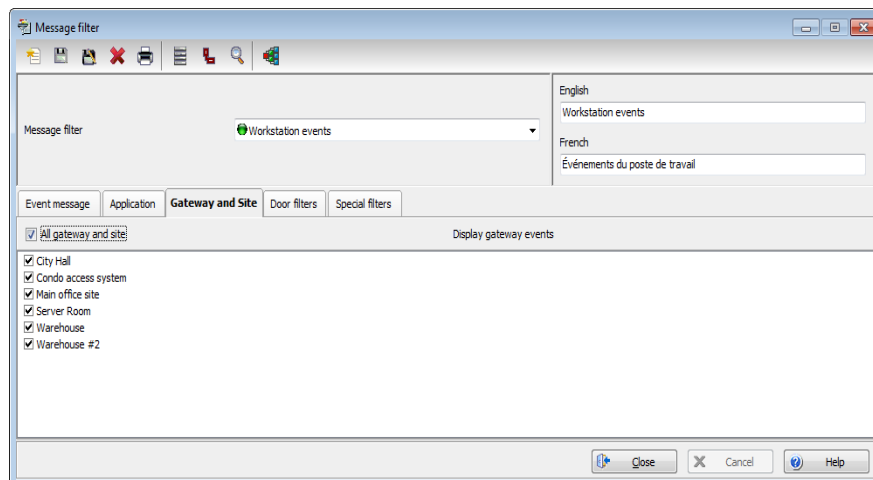 Message filter
English
Workstation events
Message filter
Workstation events
French
Événements du poste de travail
Event message
Application
Gateway and Site
Door filters
Special filters
All gateway and site
Display gateway events
City Hall
Condo access system
Main office site
Server Room
Warehouse
Warehouse #2
Close
Cancel
Help